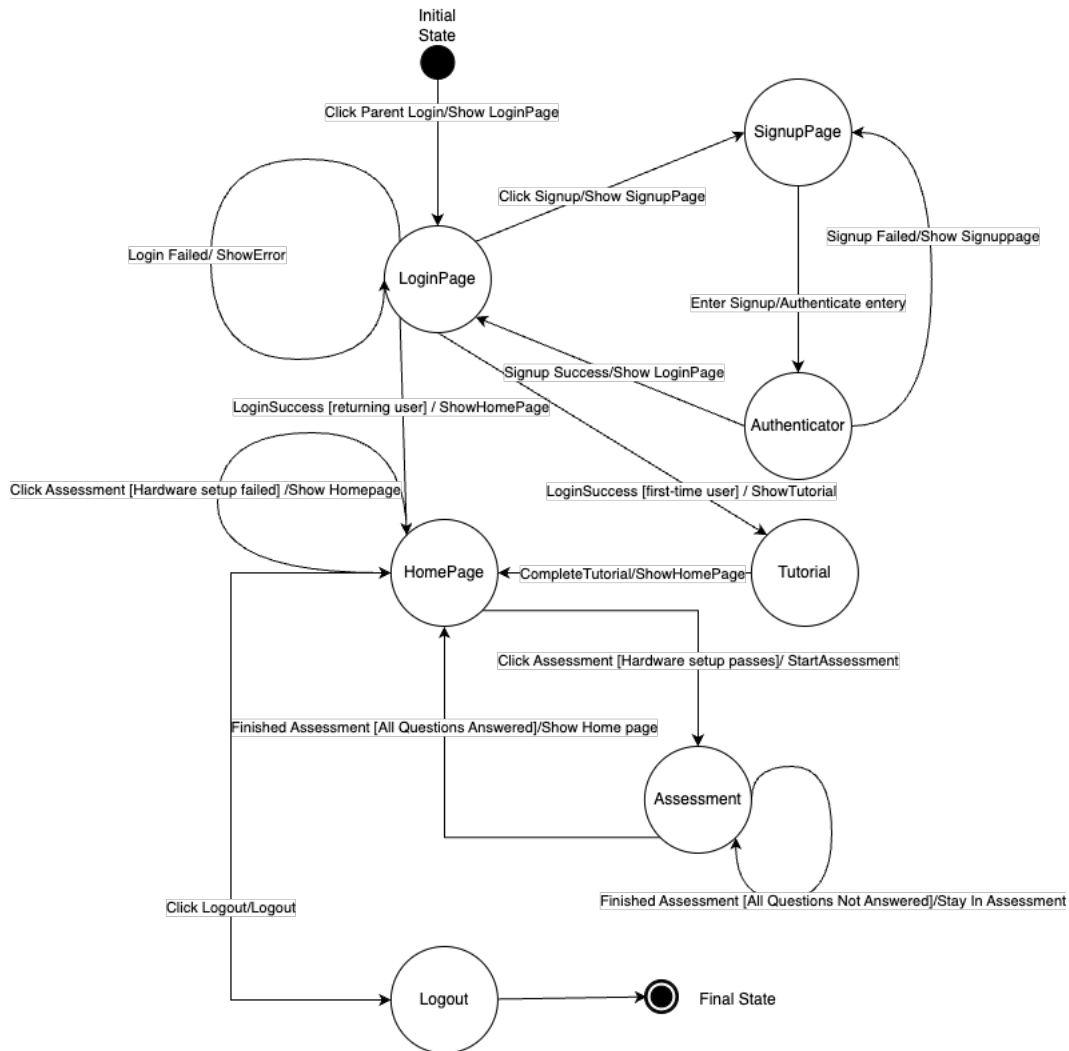 Initial
State
Click Parent Login/Show LoginPage
SignupPage
Click Signup/Show SignupPage
Signup Failed/Show Signuppage
Login Failed/ ShowError
LoginPage
Enter Signup/Authenticate entery
Signup Success/Show LoginPage
LoginSuccess [returning user] / ShowHomePage
Authenticator
Click Assessment [Hardware setup failed] /Show Homepage
LoginSuccess [first-time user] / ShowTutorial
HomePage
CompleteTutorial/ShowHomePage
Tutorial
Click Assessment [Hardware setup passes]/ StartAssessment
Finished Assessment [All Questions Answered]/Show Home page
Assessment
Finished Assessment [All Questions Not Answered]/Stay In Assessment
Click Logout/Logout
Logout
Final State